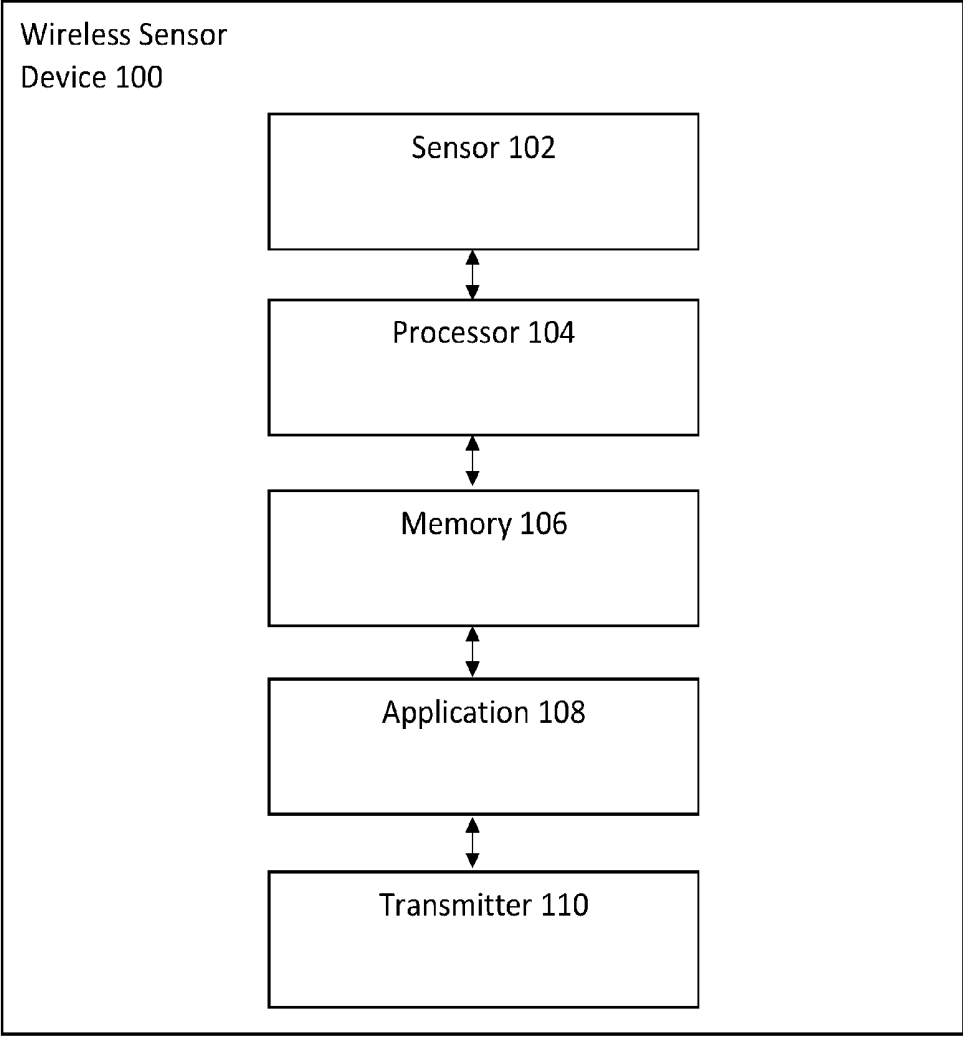 Wireless Sensor
Device 100
Sensor 102
Processor 104
Memory 106
Application 108
Transmitter 110